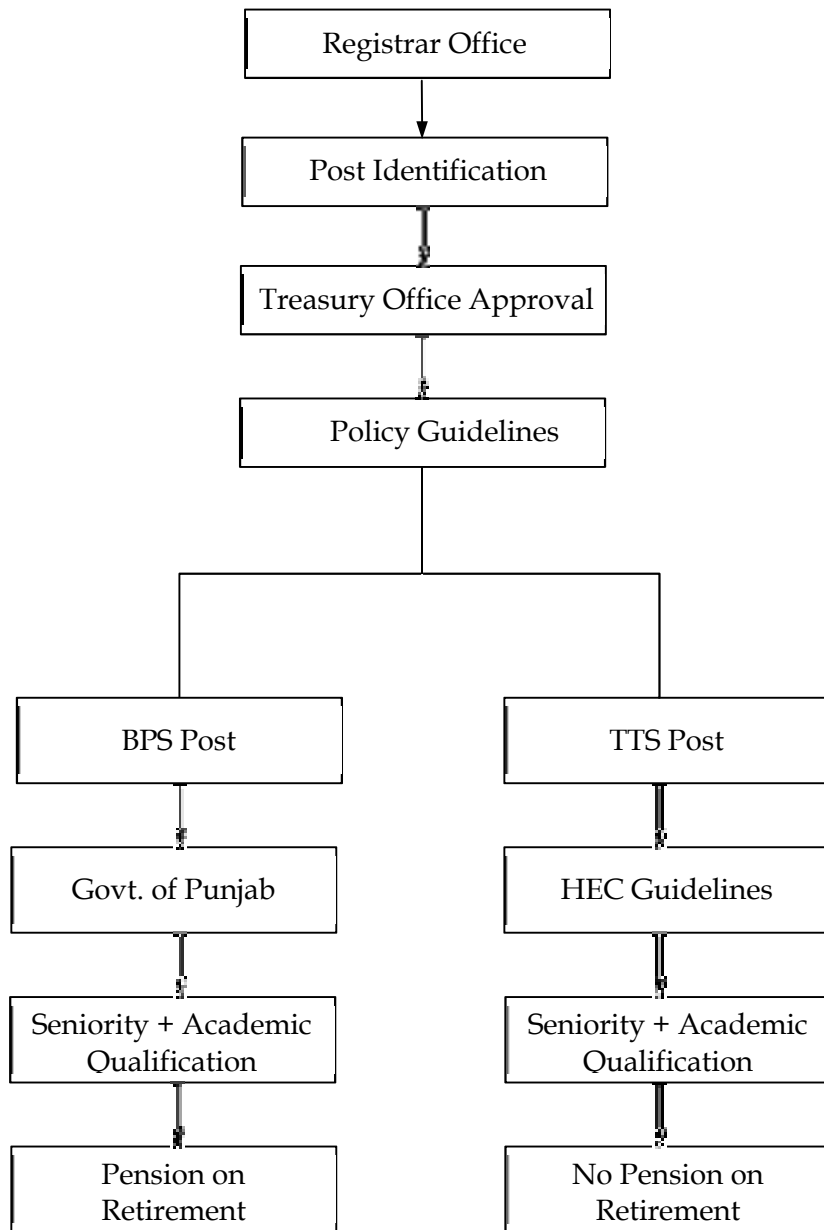 Registrar Office
Post Identification
Treasury Office Approval
Policy Guidelines
BPS Post
TTS Post
Govt. of Punjab
HEC Guidelines
Seniority + Academic
Qualification
Seniority + Academic
Qualification
Pension on
Retirement
No Pension on
Retirement